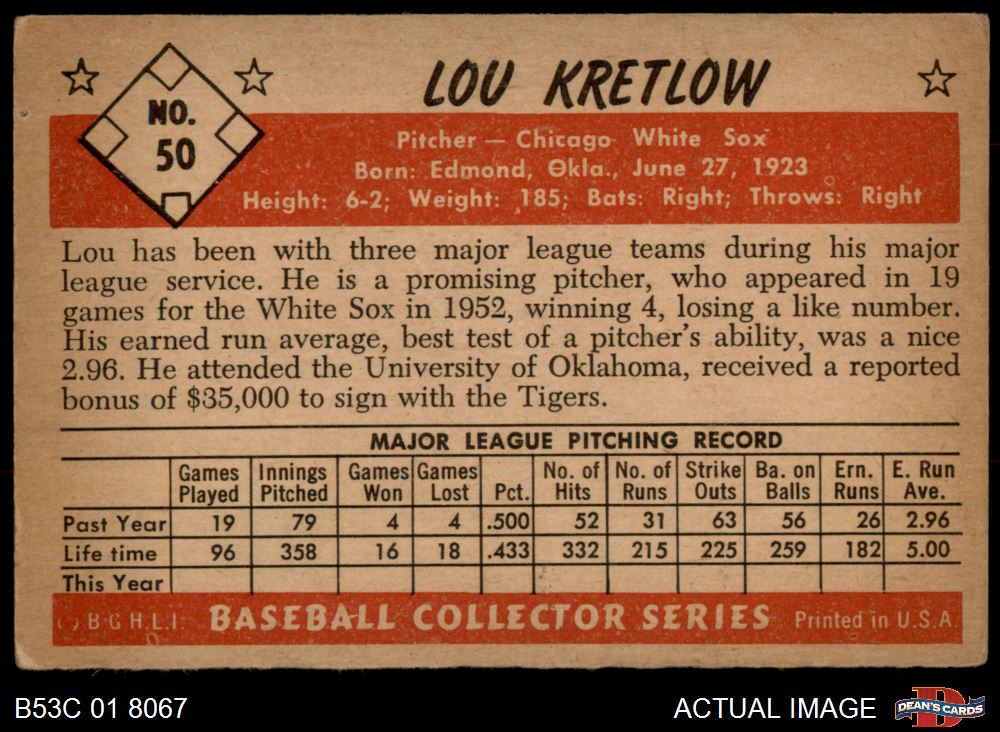 NO.
50
LOU KRETLOW
Pitcher — Chicago White Sox
Born: Edmond, Okla., June 27, 1923
Height: 6-2; Weight: 185; Bats: Right; Throws: Right
Lou has been with three major league teams during his major
league service. He is a promising pitcher, who appeared in 19
games for the White Sox in 1952, winning 4, losing a like number.
His earned run average, best test of a pitcher's ability, was a nice
2.96. He attended the University of Oklahoma, received a reported
bonus of $35,000 to sign with the Tigers.
MAJOR LEAGUE PITCHING RECORD
Games Played Innings Pitched Games Won Games Lost Pct. No. of Hits No. of Runs Strike Outs Ba. on Balls Ern. Runs E. Run Ave.
Past Year 19 79 4 4 .500 52 31 63 56 26 2.96
Life time 96 358 16 18 .433 332 215 225 259 182 5.00
This Year
B G H.L.I. BASEBALL COLLECTOR SERIES Printed in U.S.A.
B53C 01 8067
ACTUAL IMAGE
D
DEAN'S CARDS